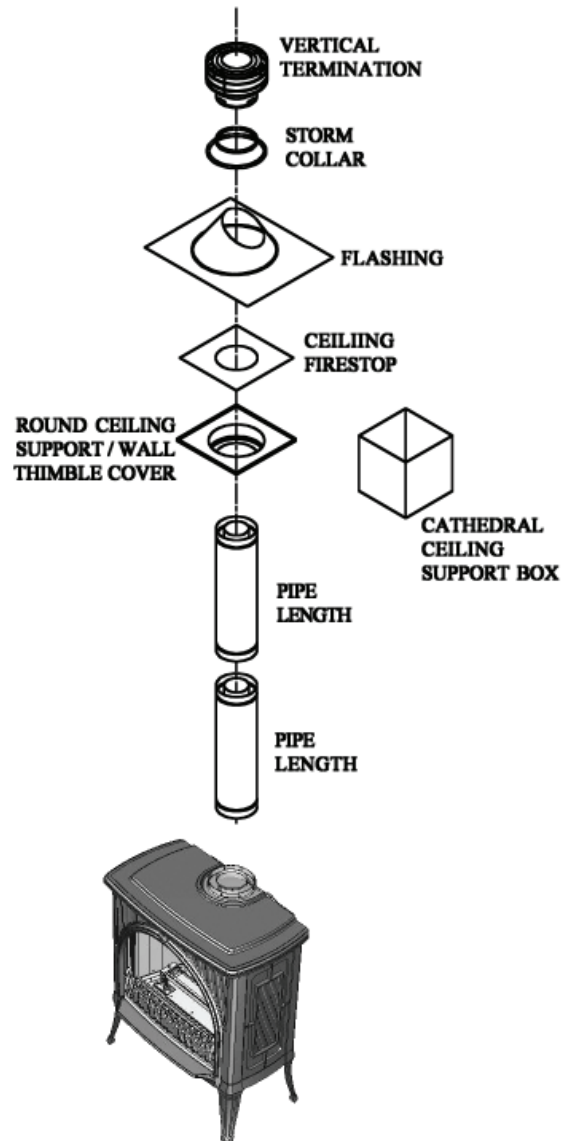 VERTICAL
TERMINATION
STORM
COLLAR
FLASHING
CEILIING
FIRESTOP
ROUND CEILING
SUPPORT / WALL
THIMBLE COVER
CATHEDRAL
CEILING
SUPPORT BOX
PIPE
LENGTH
PIPE
LENGTH